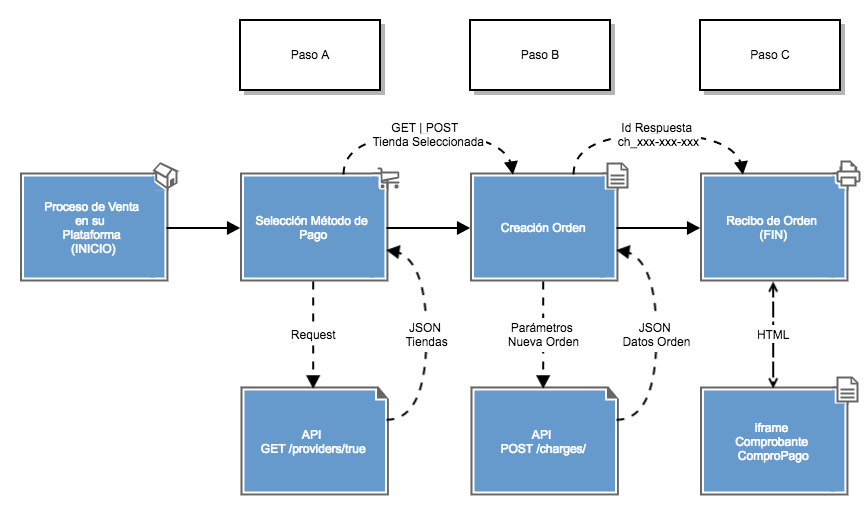 Paso A
Paso B
Paso C
GET | POST
Tienda Seleccionada
Id Respuesta
ch_xxx-xxx-xxx
Proceso de Venta
en su
Plataforma
(INICIO)
Selección Método de
Pago
Creación Orden
Recibo de Orden
(FIN)
Request
JSON
Tiendas
Parámetros
Nueva Orden
JSON
Datos Orden
HTML
API
GET /providers/true
API
POST /charges/
iframe
Comprobante
ComproPago